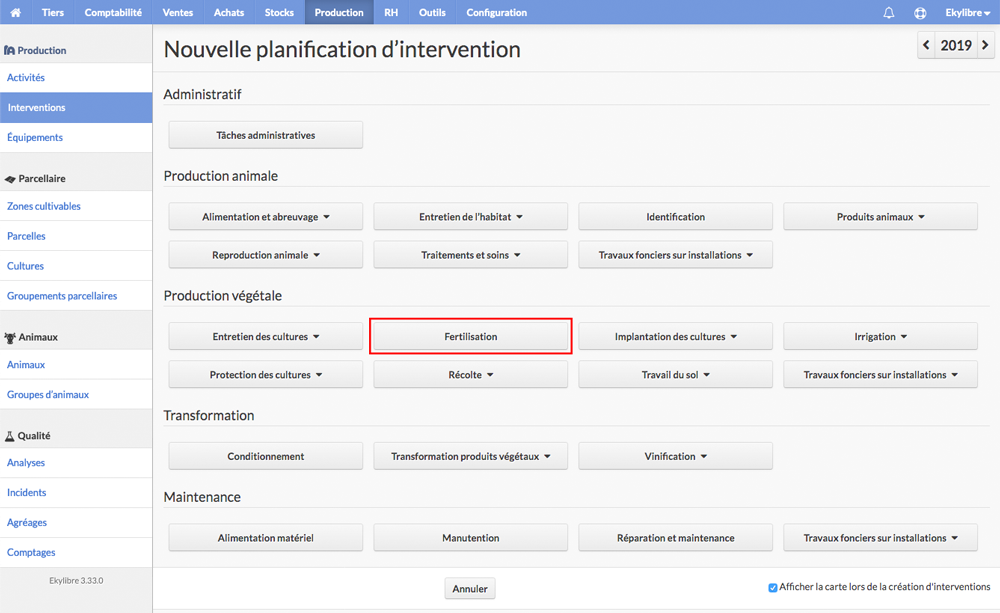 Tiers Comptabilité Ventes Achats Stocks Production RH Outils Configuration Ekylibre
Production
Activités
Interventions
Équipements
Parcellaire
Zones cultivables
Parcelles
Cultures
Groupements parcellaires
Animaux
Animaux
Groupes d'animaux
Qualité
Analyses
Incidents
Agréages
Comptages
Ekylibre 3.33.0
Nouvelle planification d'intervention
2019
Administratif
Tâches administratives
Production animale
Alimentation et abreuvage Entretien de l'habitat Identification Produits animaux
Reproduction animale Traitements et soins Travaux fonciers sur installations
Production végétale
Entretien des cultures Fertilisation Implantation des cultures Irrigation
Protection des cultures Récolte Travail du sol Travaux fonciers sur installations
Transformation
Conditionnement Transformation produits végétaux Vinification
Maintenance
Alimentation matériel Manutention Réparation et maintenance Travaux fonciers sur installations
Annuler
Afficher la carte lors de la création d'interventions